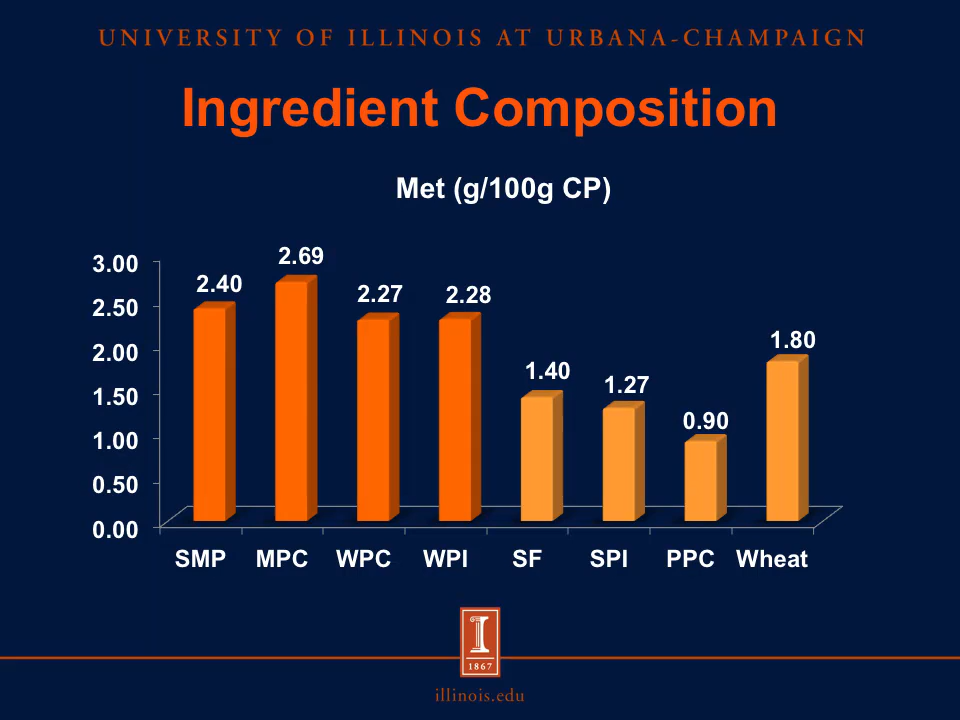 UNIVERSITY OF ILLINOIS AT URBANA-CHAMPAIGN
Ingredient Composition
Met (g/100g CP)
3.00
2.50
2.00
1.50
1.00
0.50
0.00
2.40
2.69
2.27
2.28
1.40
1.27
0.90
1.80
SMP MPC WPC WPI SF SPI PPC Wheat
I
1867
illinois.edu